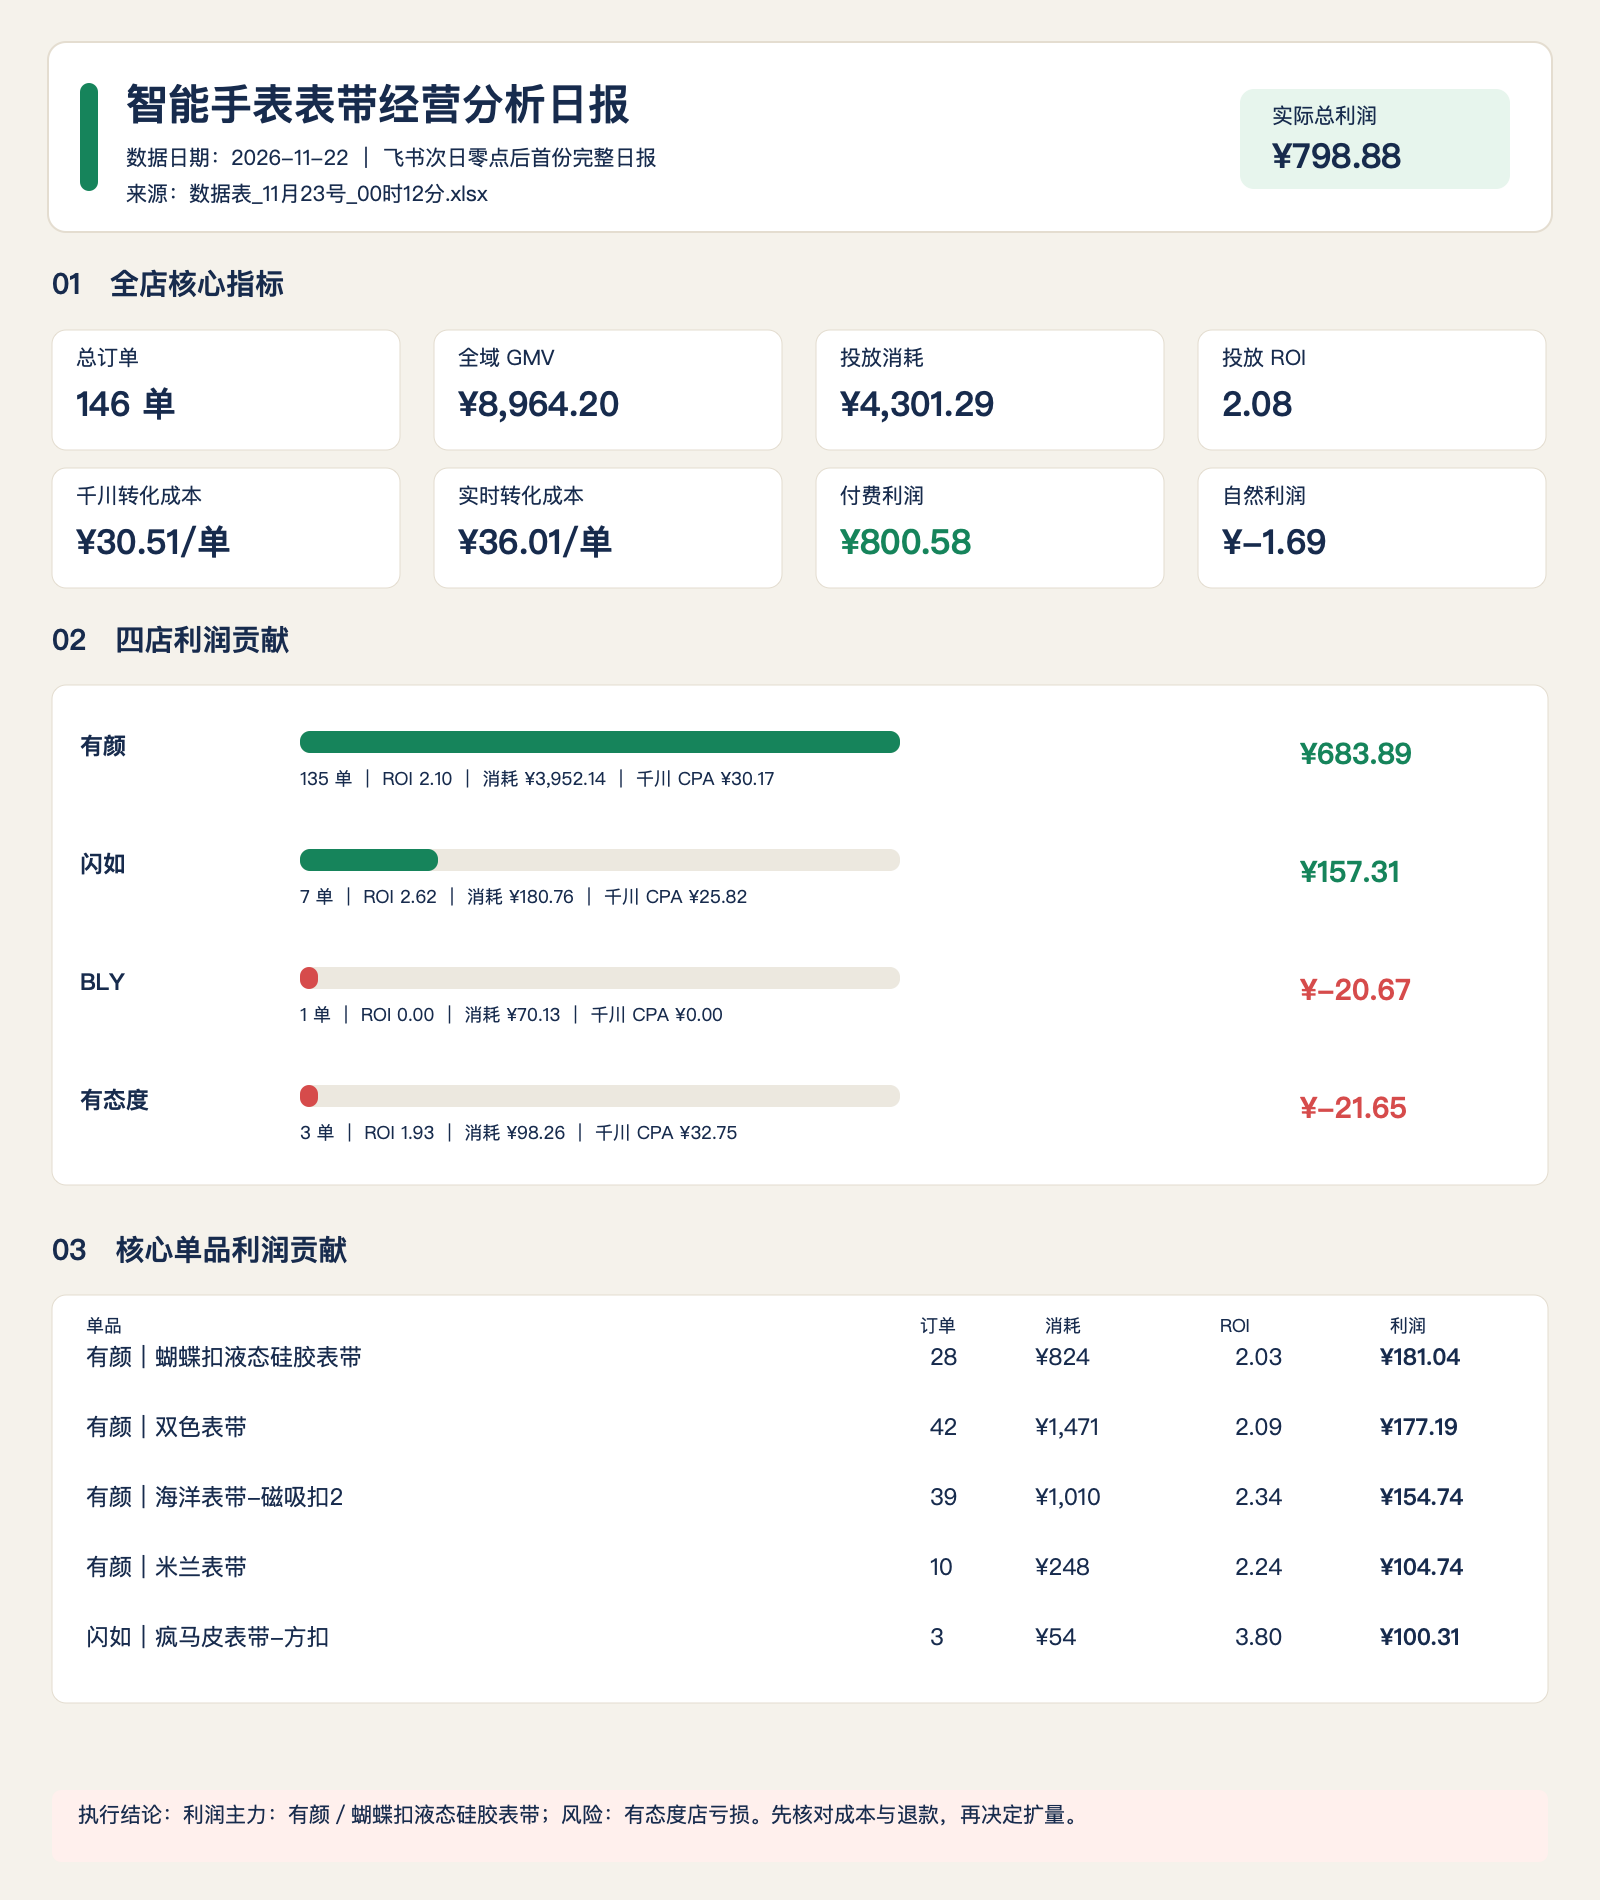 智能手表表带经营分析日报
数据日期：2026-11-22 ｜ 飞书次日零点后首份完整日报
来源：数据表_11月23号_00时12分.xlsx
实际总利润
¥798.88
01 全店核心指标
总订单
146 单
全域 GMV
¥8,964.20
投放消耗
¥4,301.29
投放 ROI
2.08
千川转化成本
¥30.51/单
实时转化成本
¥36.01/单
付费利润
¥800.58
自然利润
¥-1.69
02 四店利润贡献
有颜
135 单 ｜ ROI 2.10 ｜ 消耗 ¥3,952.14 ｜ 千川 CPA ¥30.17
¥683.89
闪如
7 单 ｜ ROI 2.62 ｜ 消耗 ¥180.76 ｜ 千川 CPA ¥25.82
¥157.31
BLY
1 单 ｜ ROI 0.00 ｜ 消耗 ¥70.13 ｜ 千川 CPA ¥0.00
¥-20.67
有态度
3 单 ｜ ROI 1.93 ｜ 消耗 ¥98.26 ｜ 千川 CPA ¥32.75
¥-21.65
03 核心单品利润贡献
单品 订单 消耗 ROI 利润
有颜｜蝴蝶扣液态硅胶表带 28 ¥824 2.03 ¥181.04
有颜｜双色表带 42 ¥1,471 2.09 ¥177.19
有颜｜海洋表带-磁吸扣2 39 ¥1,010 2.34 ¥154.74
有颜｜米兰表带 10 ¥248 2.24 ¥104.74
闪如｜疯马皮表带-方扣 3 ¥54 3.80 ¥100.31
执行结论：利润主力：有颜 / 蝴蝶扣液态硅胶表带；风险：有态度店亏损。先核对成本与退款，再决定扩量。